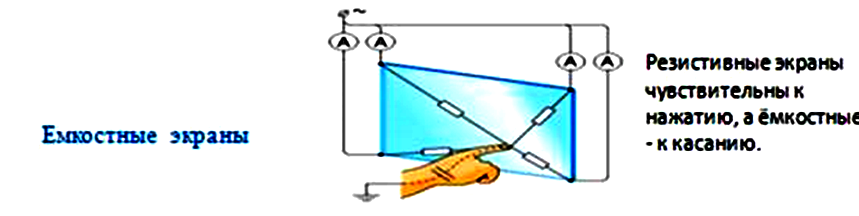 ~
A A A A
Емкостные экраны
Резистивные экраны
чувствительны к
нажатию, а ёмкостные
- к касанию.